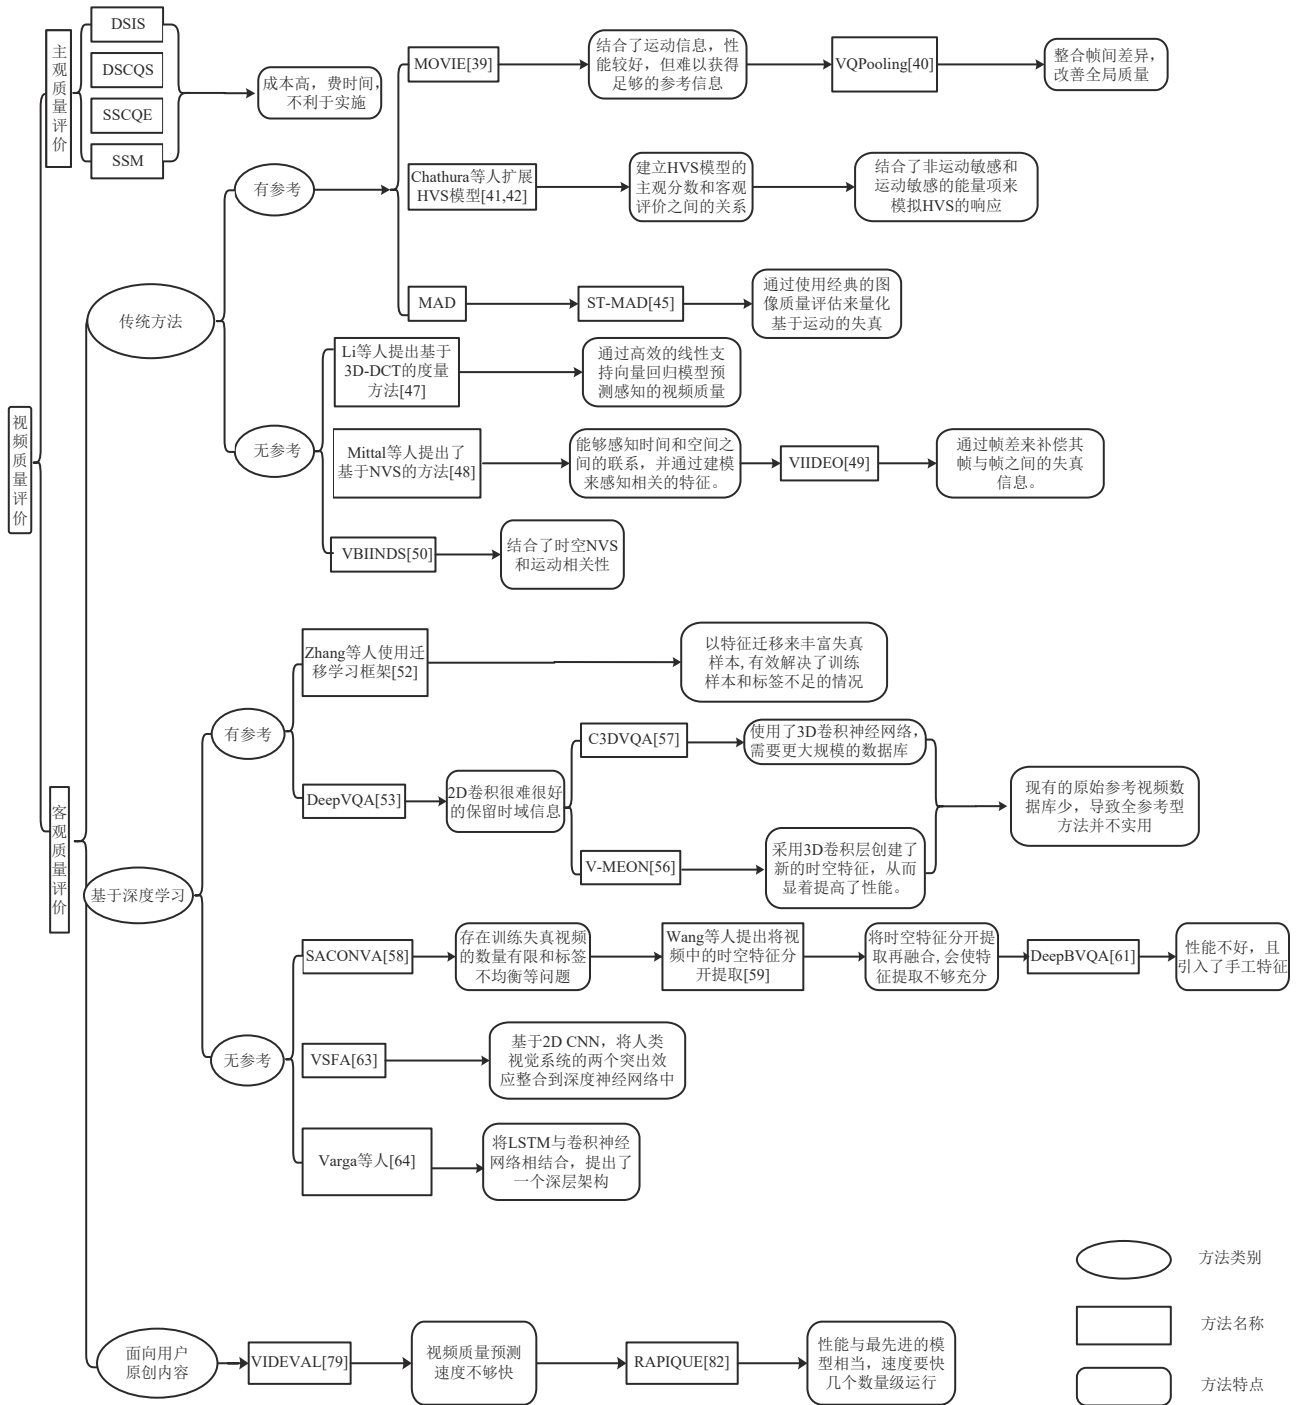 视
频
质
量
评
价
主
观
质
量
评
价
DSIS
DSCQS
SSCQE
SSM
成本高，费时间，
不利于实施
客
观
质
量
评
价
传统方法
有参考
MOVIE[39]
结合了运动信息，性
能较好，但难以获得
足够的参考信息
VQPooling[40]
整合帧间差异，
改善全局质量
Chathura等人扩展
HVS模型[41,42]
建立HVS模型的
主观分数和客观
评价之间的关系
结合了非运动敏感和
运动敏感的能量项来
模拟HVS的响应
MAD
ST-MAD[45]
通过使用经典的图
像质量评估来量化
基于运动的失真
无参考
Li等人提出基于
3D-DCT的度量
方法[47]
通过高效的线性支
持向量回归模型预
测感知的视频质量
Mittal等人提出了
基于NVS的方法[48]
能够感知时间和空间之
间的联系，并通过建模
来感知相关的特征。
VIIDEO[49]
通过帧差来补偿其
帧与帧之间的失真
信息。
VBIINDS[50]
结合了时空NVS
和运动相关性
基于深度学习
有参考
Zhang等人使用迁
移学习框架[52]
以特征迁移来丰富失真
样本,有效解决了训练
样本和标签不足的情况
DeepVQA[53]
2D卷积很难很好
的保留时域信息
C3DVQA[57]
使用了3D卷积神经网络，
需要更大规模的数据库
V-MEON[56]
采用3D卷积层创建了
新的时空特征，从而
显着提高了性能。
现有的原始参考视频数
据库少，导致全参考型
方法并不实用
无参考
SACONVA[58]
存在训练失真视频
的数量有限和标签
不均衡等问题
Wang等人提出将视
频中的时空特征分
开提取[59]
将时空特征分开提
取再融合,会使特
征提取不够充分
DeepBVQA[61]
性能不好，且
引入了手工特征
VSFA[63]
基于2D CNN，将人类
视觉系统的两个突出效
应整合到深度神经网络中
Varga等人[64]
将LSTM与卷积神经
网络相结合，提出了
一个深层架构
面向用户
原创内容
VIDEVAL[79]
视频质量预测
速度不够快
RAPIQUE[82]
性能与最先进的模
型相当，速度要快
几个数量级运行
方法类别
方法名称
方法特点